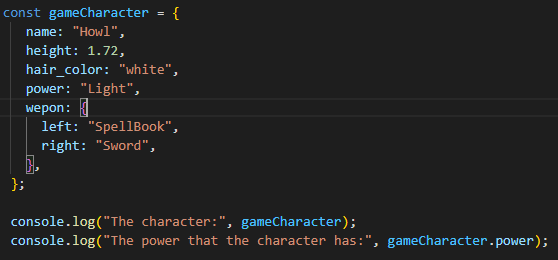 const gameCharacter = {
name: "Howl",
height: 1.72,
hair_color: "white",
power: "Light",
wepon: {
left: "SpellBook",
right: "Sword",
},
};
console.log("The character:", gameCharacter);
console.log("The power that the character has:", gameCharacter.power);